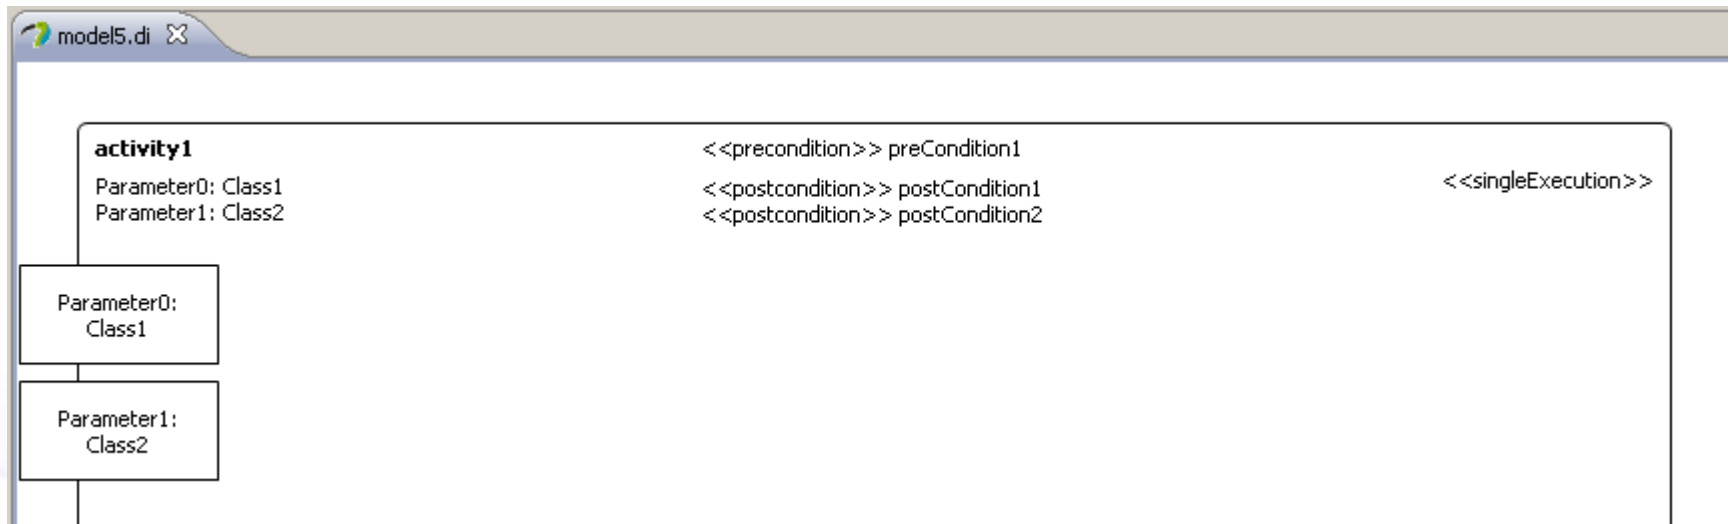 model5.di
activity1
<<precondition>> preCondition1
Parameter0: Class1
<<postcondition>> postCondition1
<<singleExecution>>
Parameter1: Class2
<<postcondition>> postCondition2
Parameter0:
Class1
Parameter1:
Class2